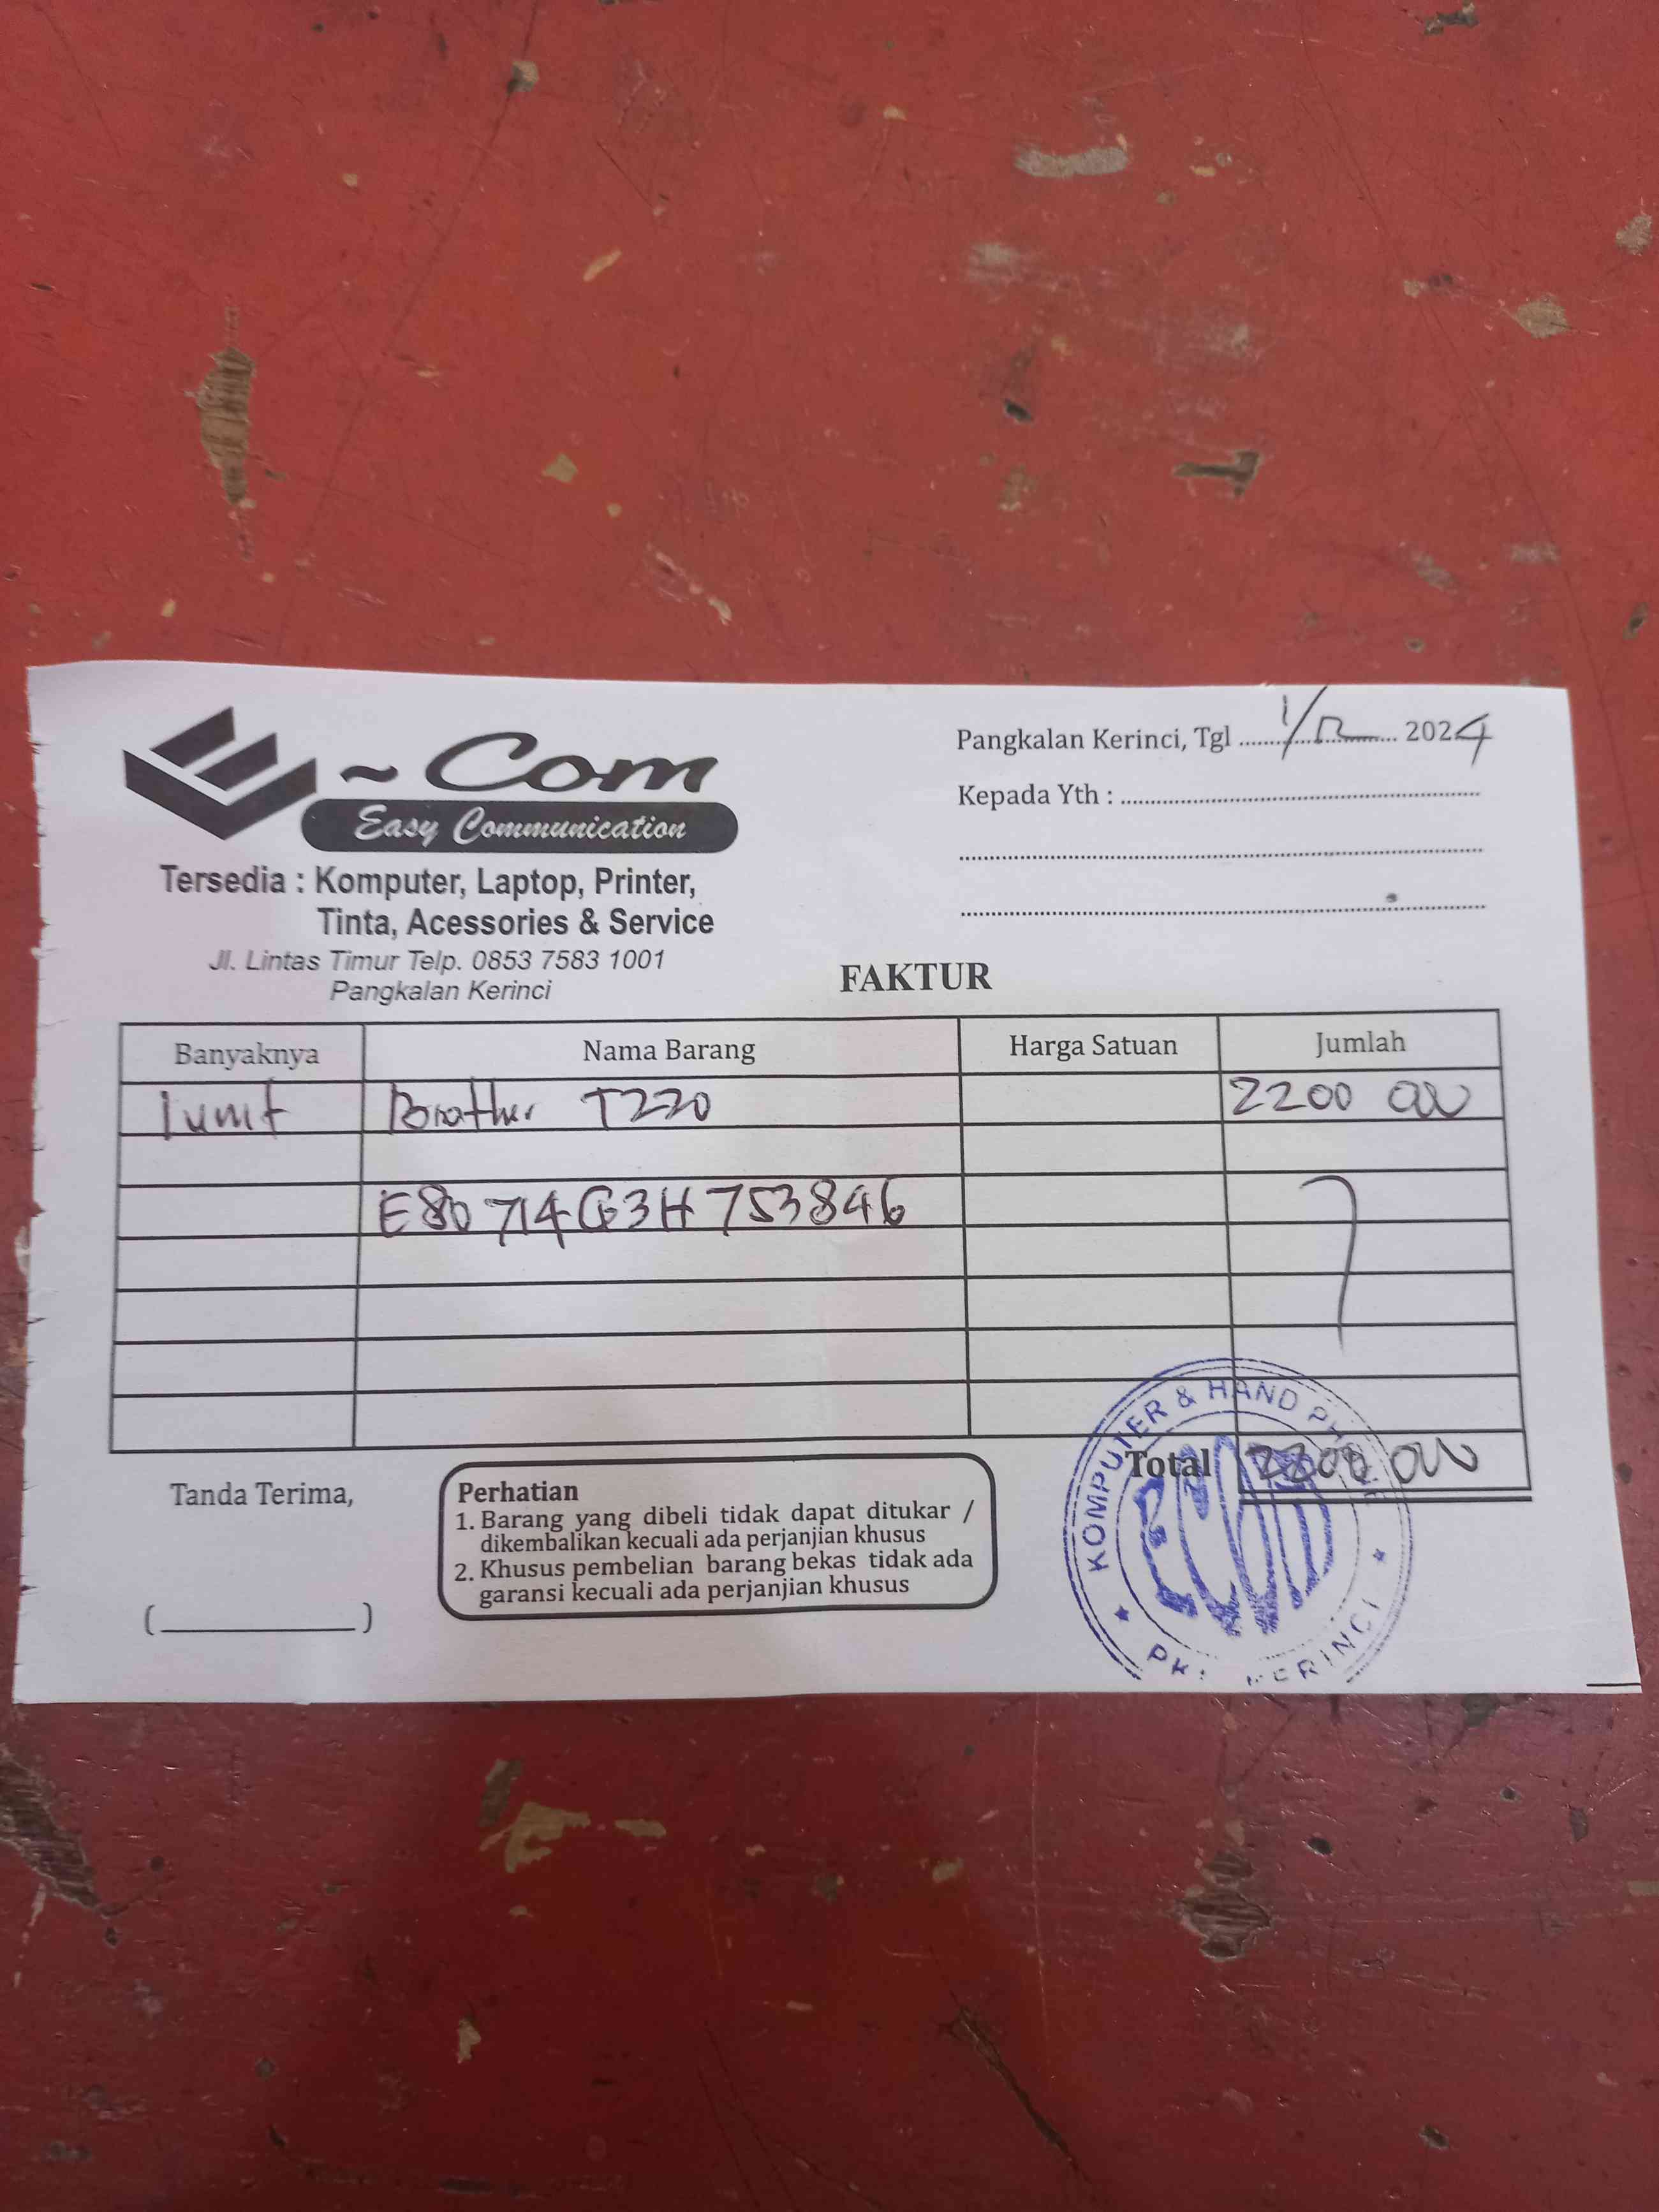 E~Com
Easy Communication
Tersedia : Komputer, Laptop, Printer,
Tinta, Acessories & Service
Jl. Lintas Timur Telp. 0853 7583 1001
Pangkalan Kerinci
Pangkalan Kerinci, Tgl 1/12 2024
Kepada Yth :
FAKTUR
Banyaknya Nama Barang Harga Satuan Jumlah
1 unit Brother T220 2200 000
E80714G3H753846
Total 2200 000
Tanda Terima,
Perhatian
1. Barang yang dibeli tidak dapat ditukar /
dikembalikan kecuali ada perjanjian khusus
2. Khusus pembelian barang bekas tidak ada
garansi kecuali ada perjanjian khusus
KOMPUTER & HAND PHONE
PKL. KERINCI